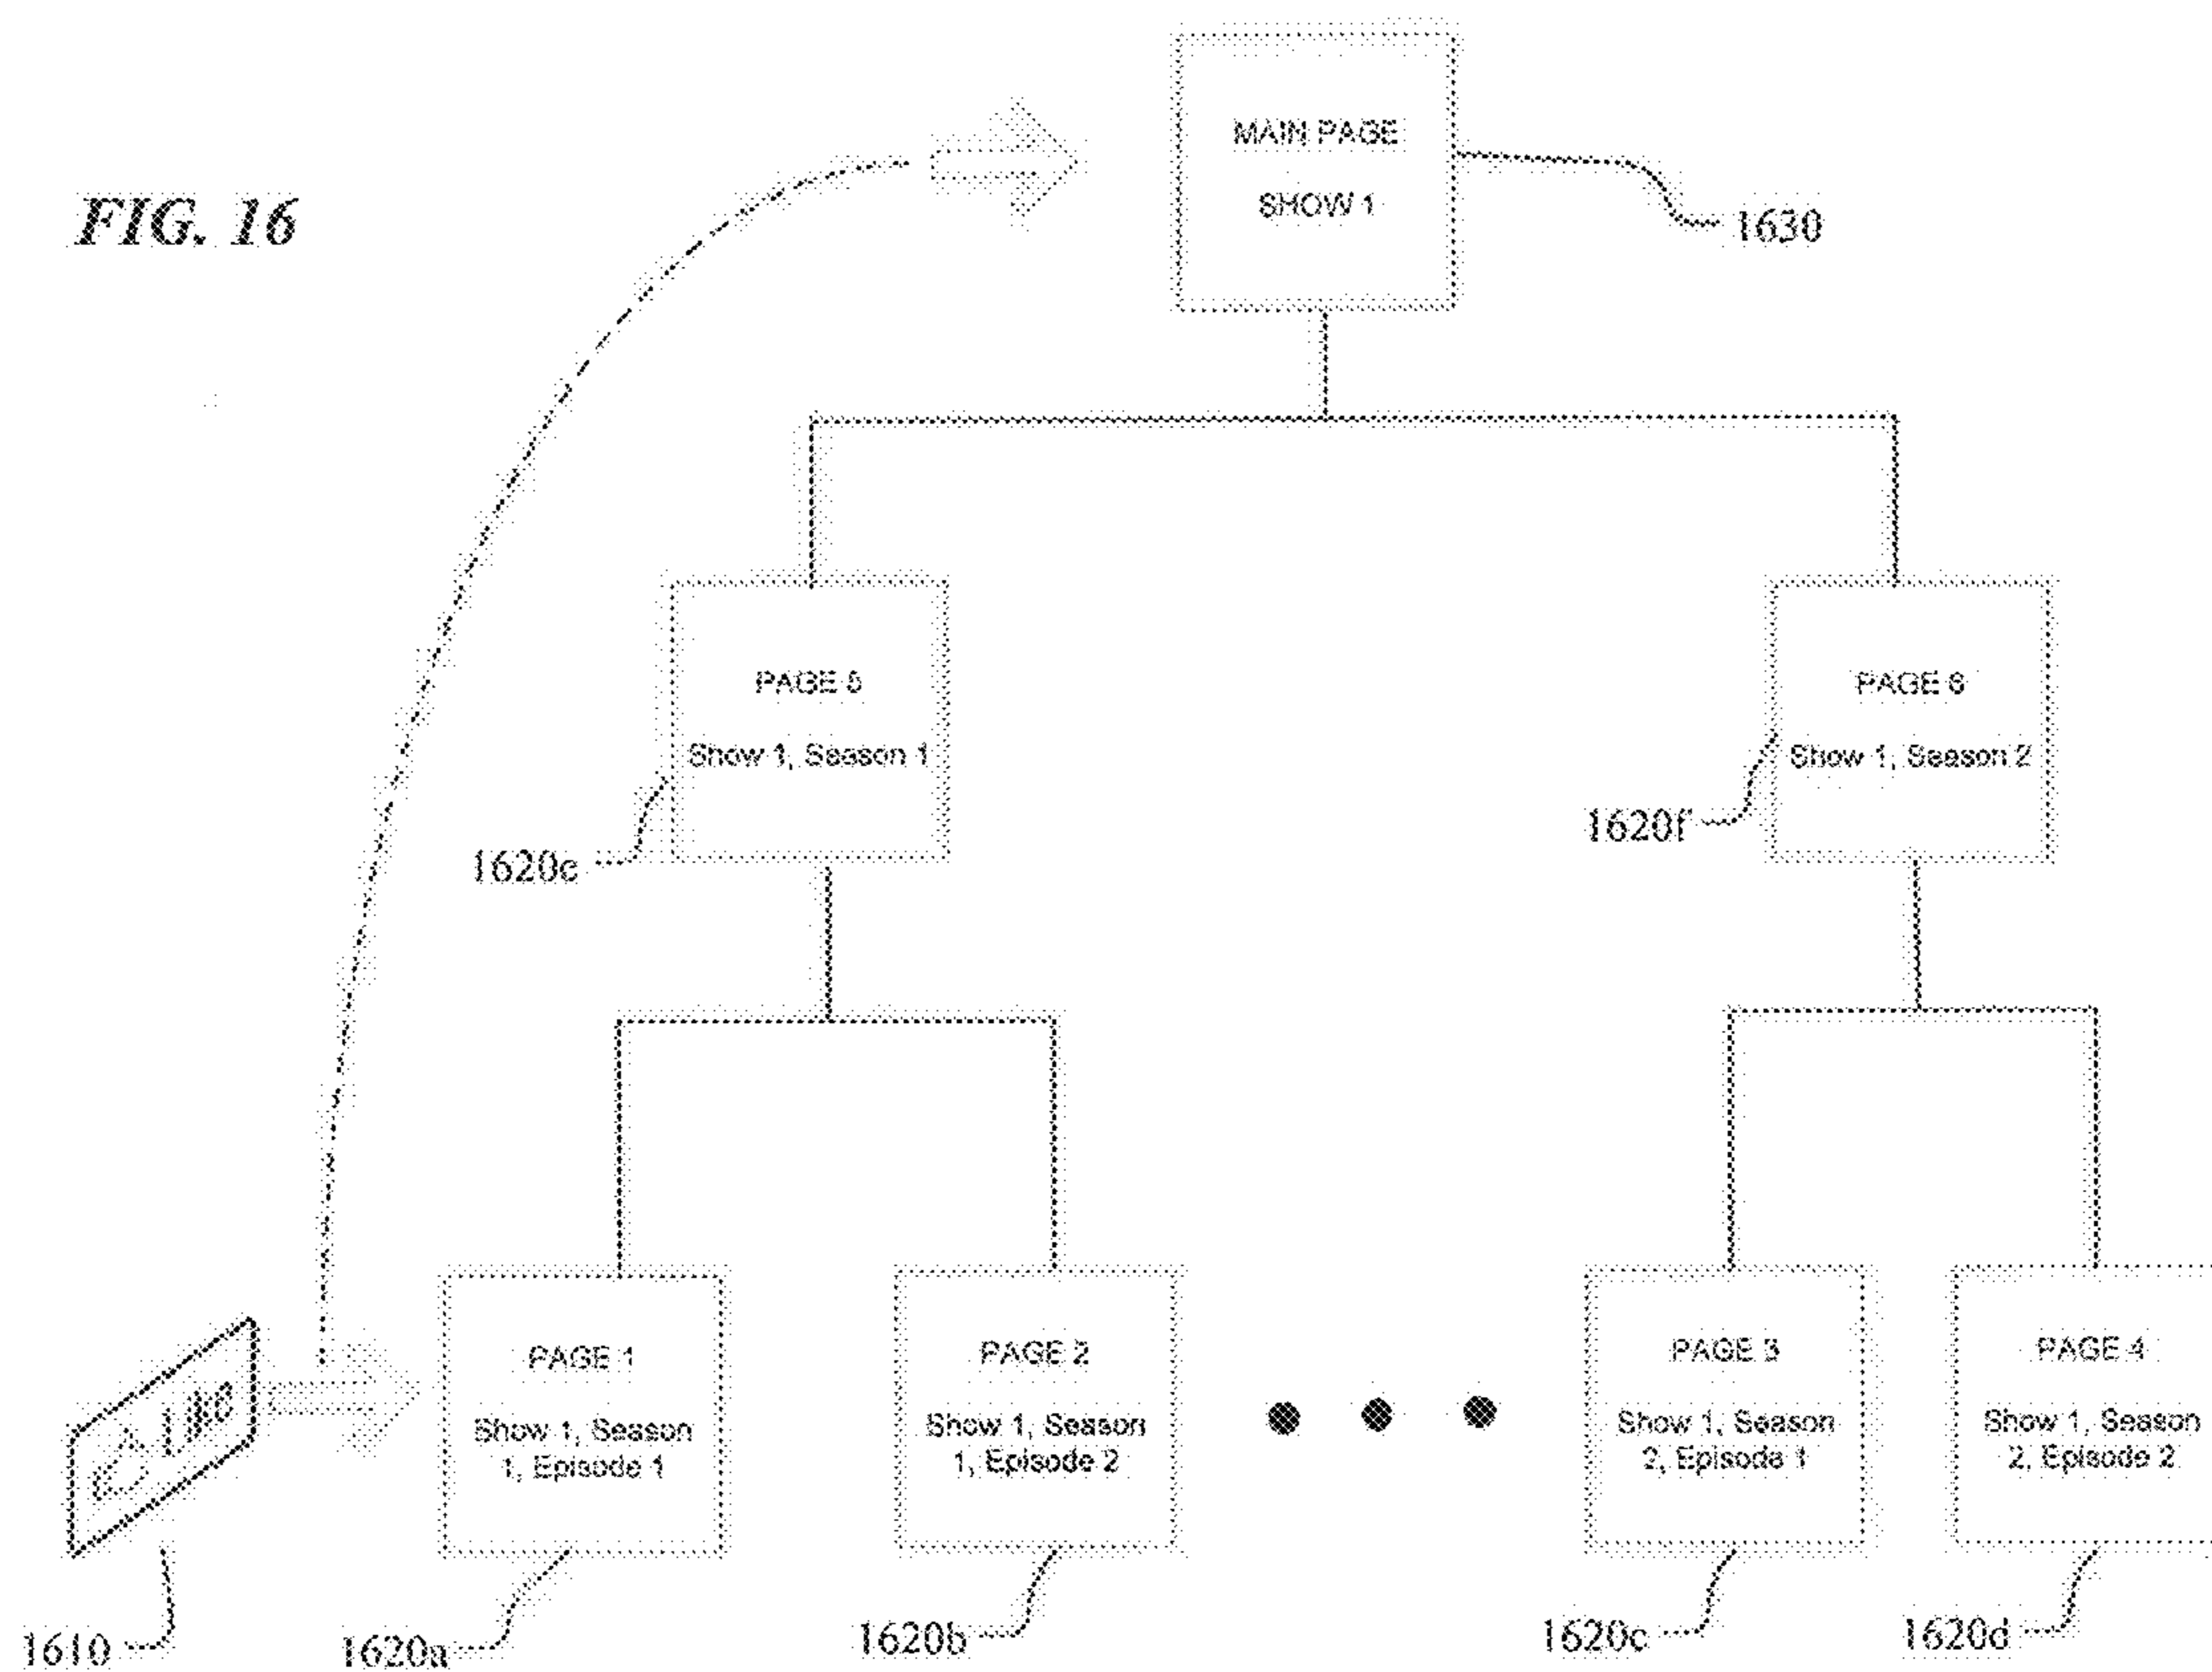 FIG. 16
MAIN PAGE
SHOW 1
1630
PAGE 5
Show 1, Season 1
1620e
PAGE 6
Show 1, Season 2
1620f
PAGE 1
Show 1, Season
1, Episode 1
PAGE 2
Show 1, Season
1, Episode 2
PAGE 3
Show 1, Season
2, Episode 1
PAGE 4
Show 1, Season
2, Episode 2
Like
1610
1620a
1620b
1620c
1620d